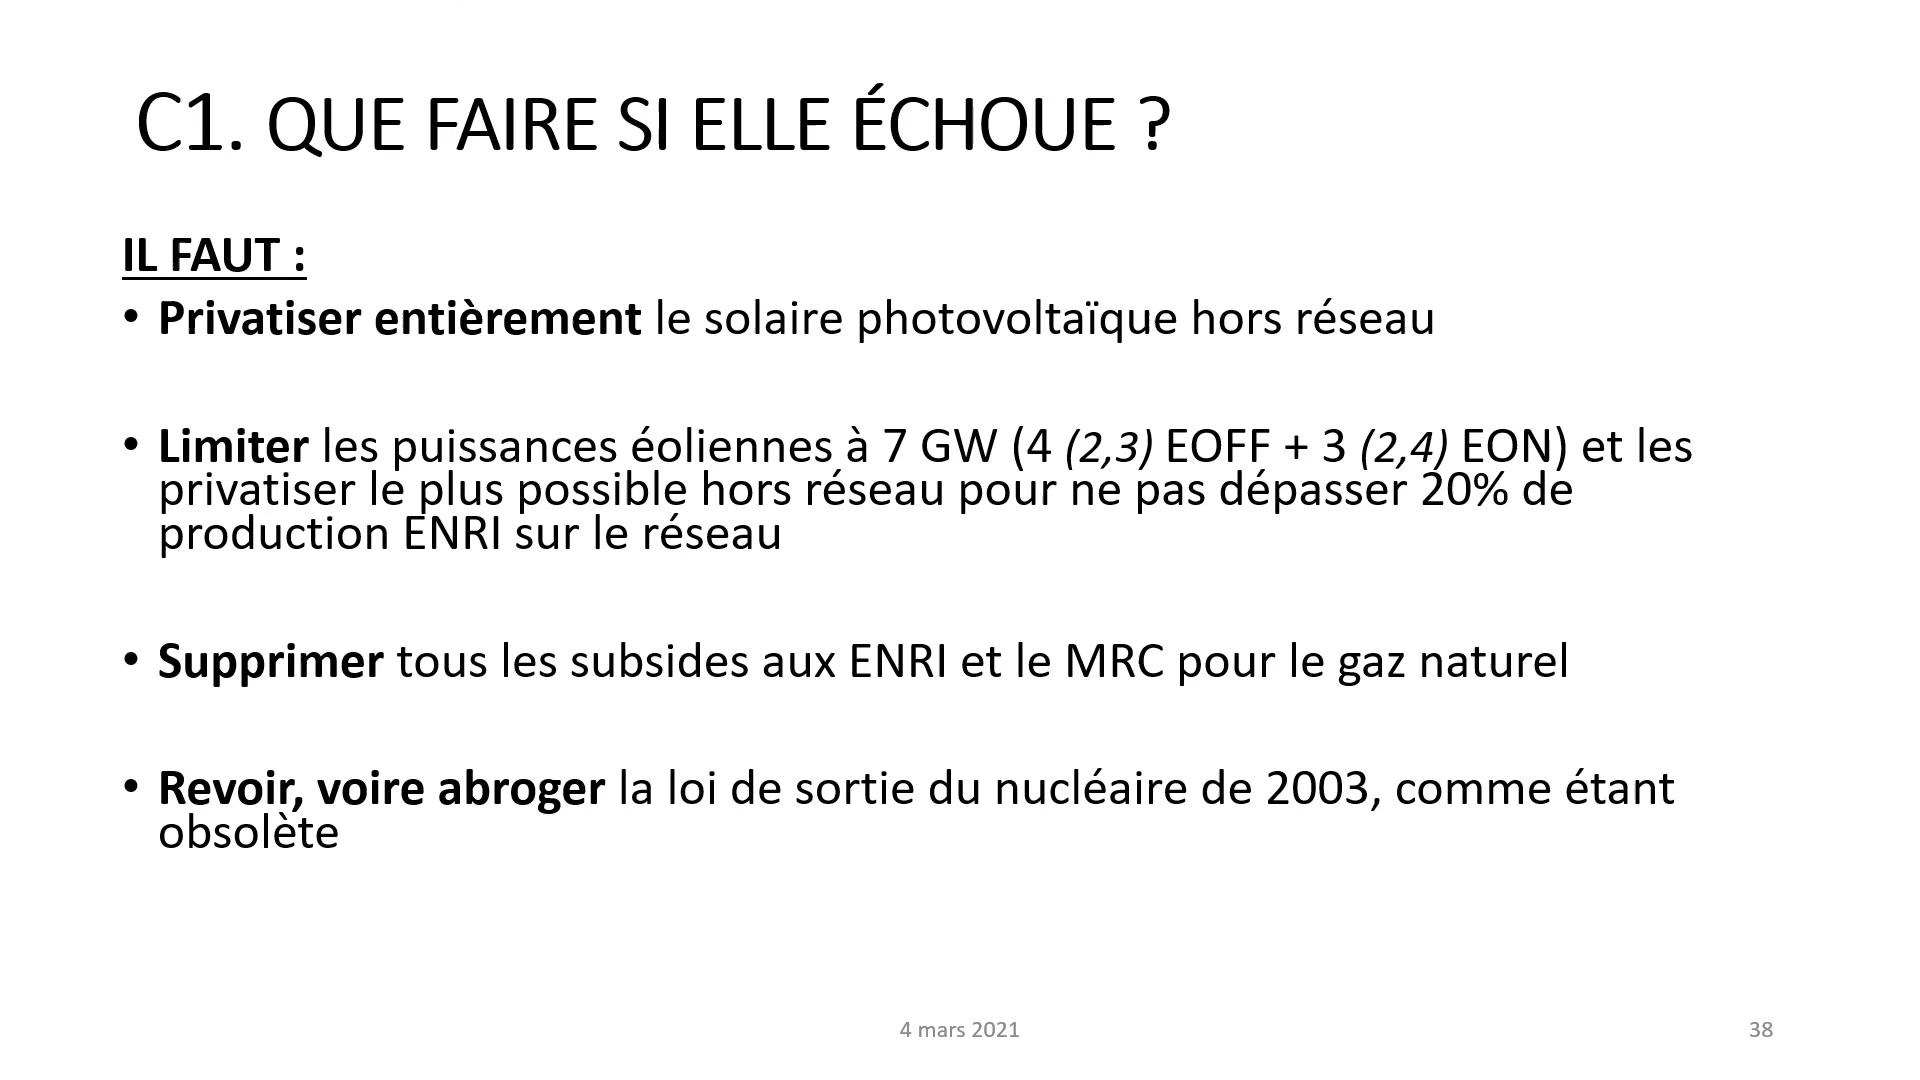 C1. QUE FAIRE SI ELLE ÉCHOUE ?
IL FAUT :
• Privatiser entièrement le solaire photovoltaïque hors réseau
• Limiter les puissances éoliennes à 7 GW (4 (2,3) EOFF + 3 (2,4) EON) et les
privatiser le plus possible hors réseau pour ne pas dépasser 20% de
production ENRI sur le réseau
• Supprimer tous les subsides aux ENRI et le MRC pour le gaz naturel
• Revoir, voire abroger la loi de sortie du nucléaire de 2003, comme étant
obsolète
4 mars 2021
38